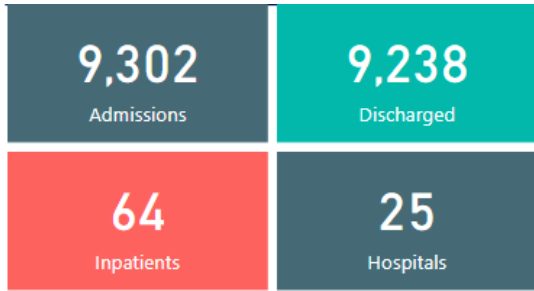 9,302
Admissions
9,238
Discharged
64
Inpatients
25
Hospitals